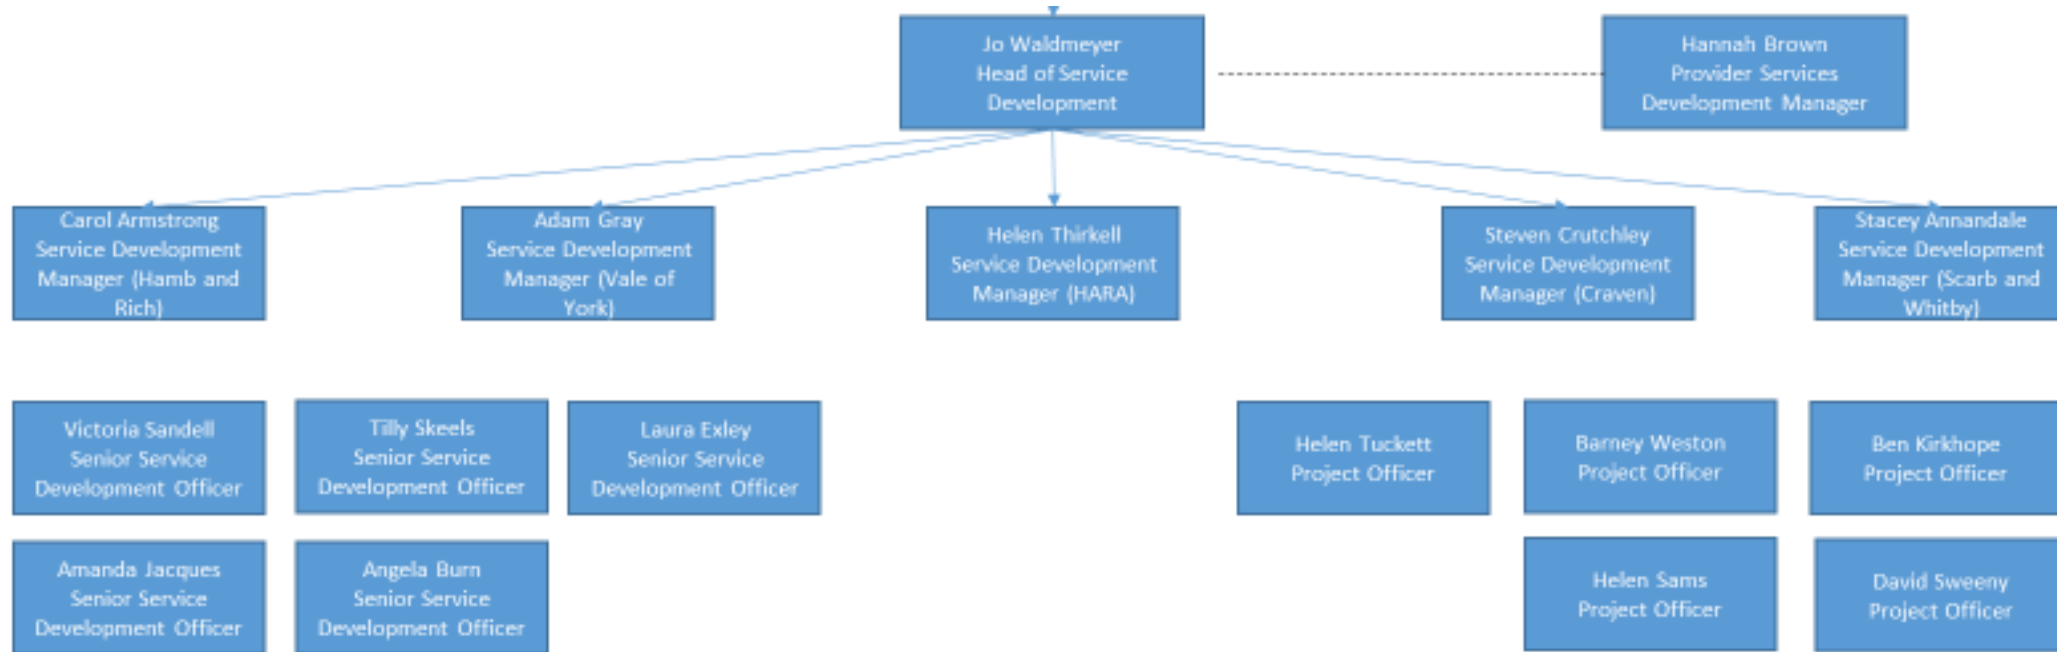 Jo Waldmeyer
Head of Service
Development
Hannah Brown
Provider Services
Development Manager
Carol Armstrong
Service Development
Manager (Hamb and
Rich)
Adam Gray
Service Development
Manager (Vale of
York)
Helen Thirkell
Service Development
Manager (HARA)
Steven Crutchley
Service Development
Manager (Craven)
Stacey Annandale
Service Development
Manager (Scarb and
Whitby)
Victoria Sandell
Senior Service
Development Officer
Tilly Skeels
Senior Service
Development Officer
Laura Exley
Senior Service
Development Officer
Helen Tuckett
Project Officer
Barney Weston
Project Officer
Ben Kirkhope
Project Officer
Amanda Jacques
Senior Service
Development Officer
Angela Burn
Senior Service
Development Officer
Helen Sams
Project Officer
David Sweeny
Project Officer